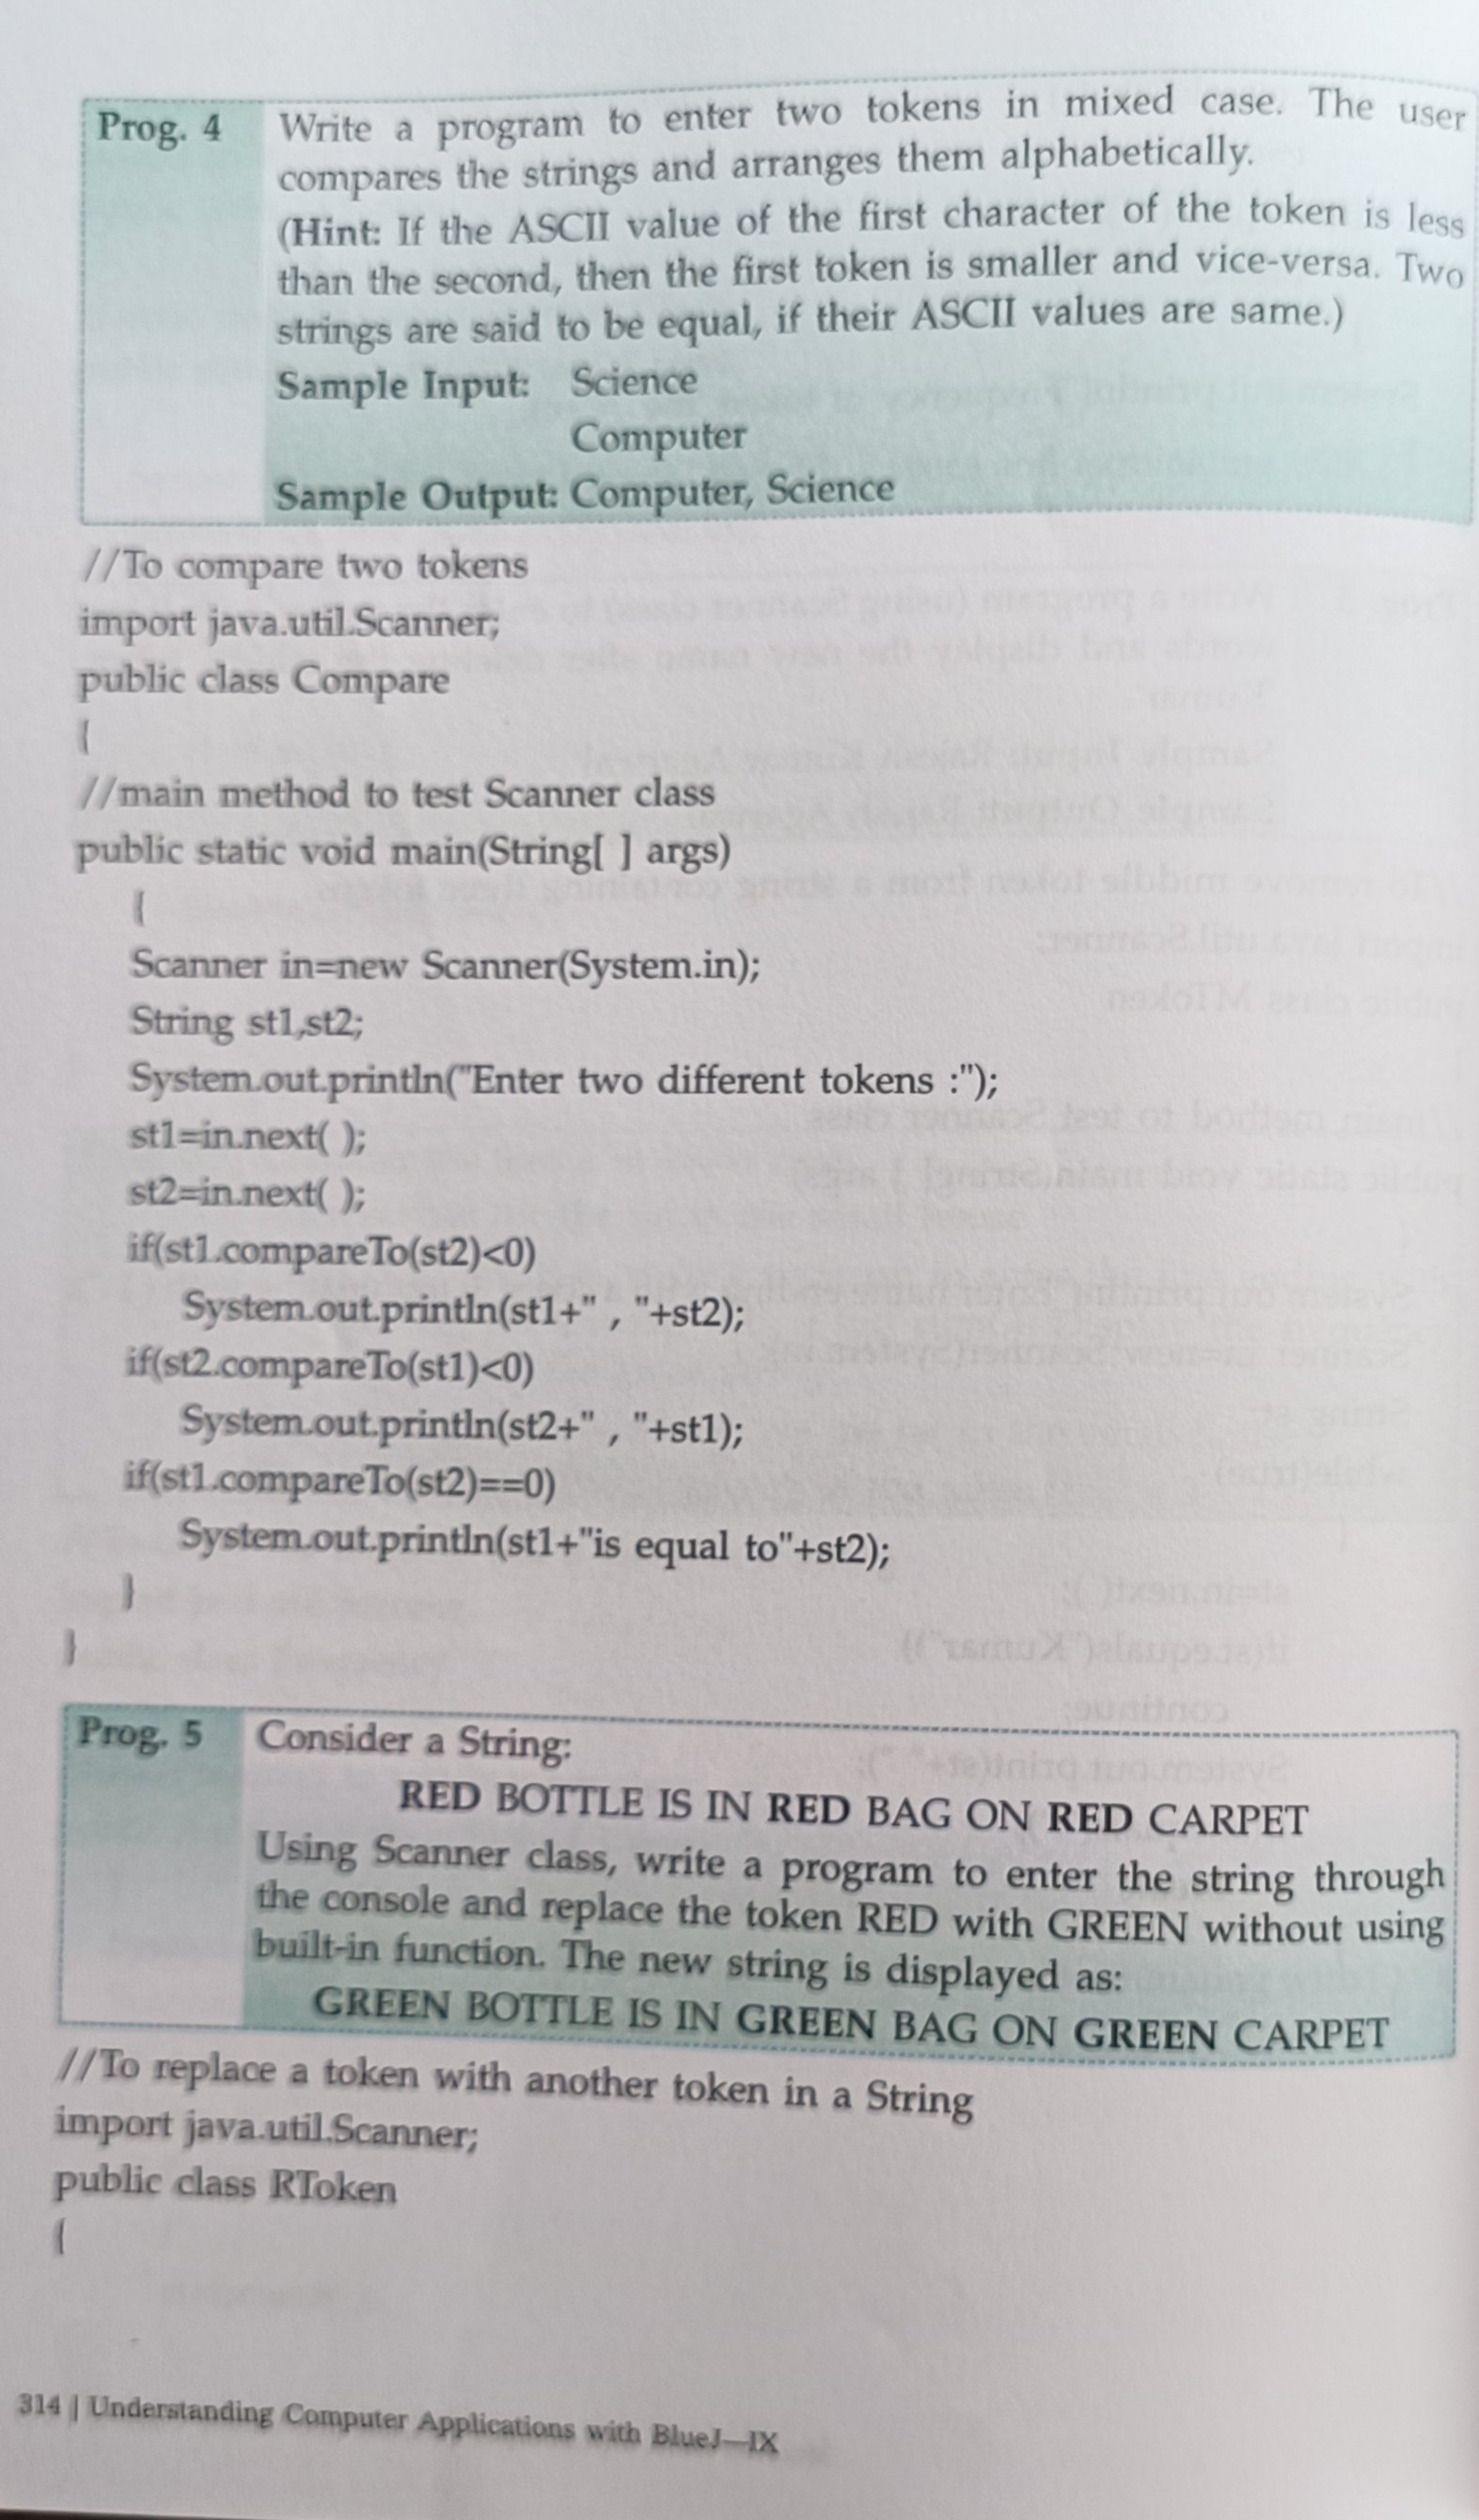 Prog. 4 Write a program to enter two tokens in mixed case. The user
compares the strings and arranges them alphabetically.
(Hint: If the ASCII value of the first character of the token is less
than the second, then the first token is smaller and vice-versa. Two
strings are said to be equal, if their ASCII values are same.)
Sample Input: Science
Computer
Sample Output: Computer, Science
//To compare two tokens
import java.util.Scanner;
public class Compare
{
//main method to test Scanner class
public static void main(String[ ] args)
{
Scanner in=new Scanner(System.in);
String st1,st2;
System.out.println("Enter two different tokens :");
st1=in.next( );
st2=in.next( );
if(st1.compareTo(st2)<0)
System.out.println(st1+" , "+st2);
if(st2.compareTo(st1)<0)
System.out.println(st2+" , "+st1);
if(st1.compareTo(st2)==0)
System.out.println(st1+"is equal to"+st2);
}
}
Prog. 5 Consider a String:
RED BOTTLE IS IN RED BAG ON RED CARPET
Using Scanner class, write a program to enter the string through
the console and replace the token RED with GREEN without using
built-in function. The new string is displayed as:
GREEN BOTTLE IS IN GREEN BAG ON GREEN CARPET
//To replace a token with another token in a String
import java.util.Scanner;
public class RToken
{
314 | Understanding Computer Applications with BlueJ—IX